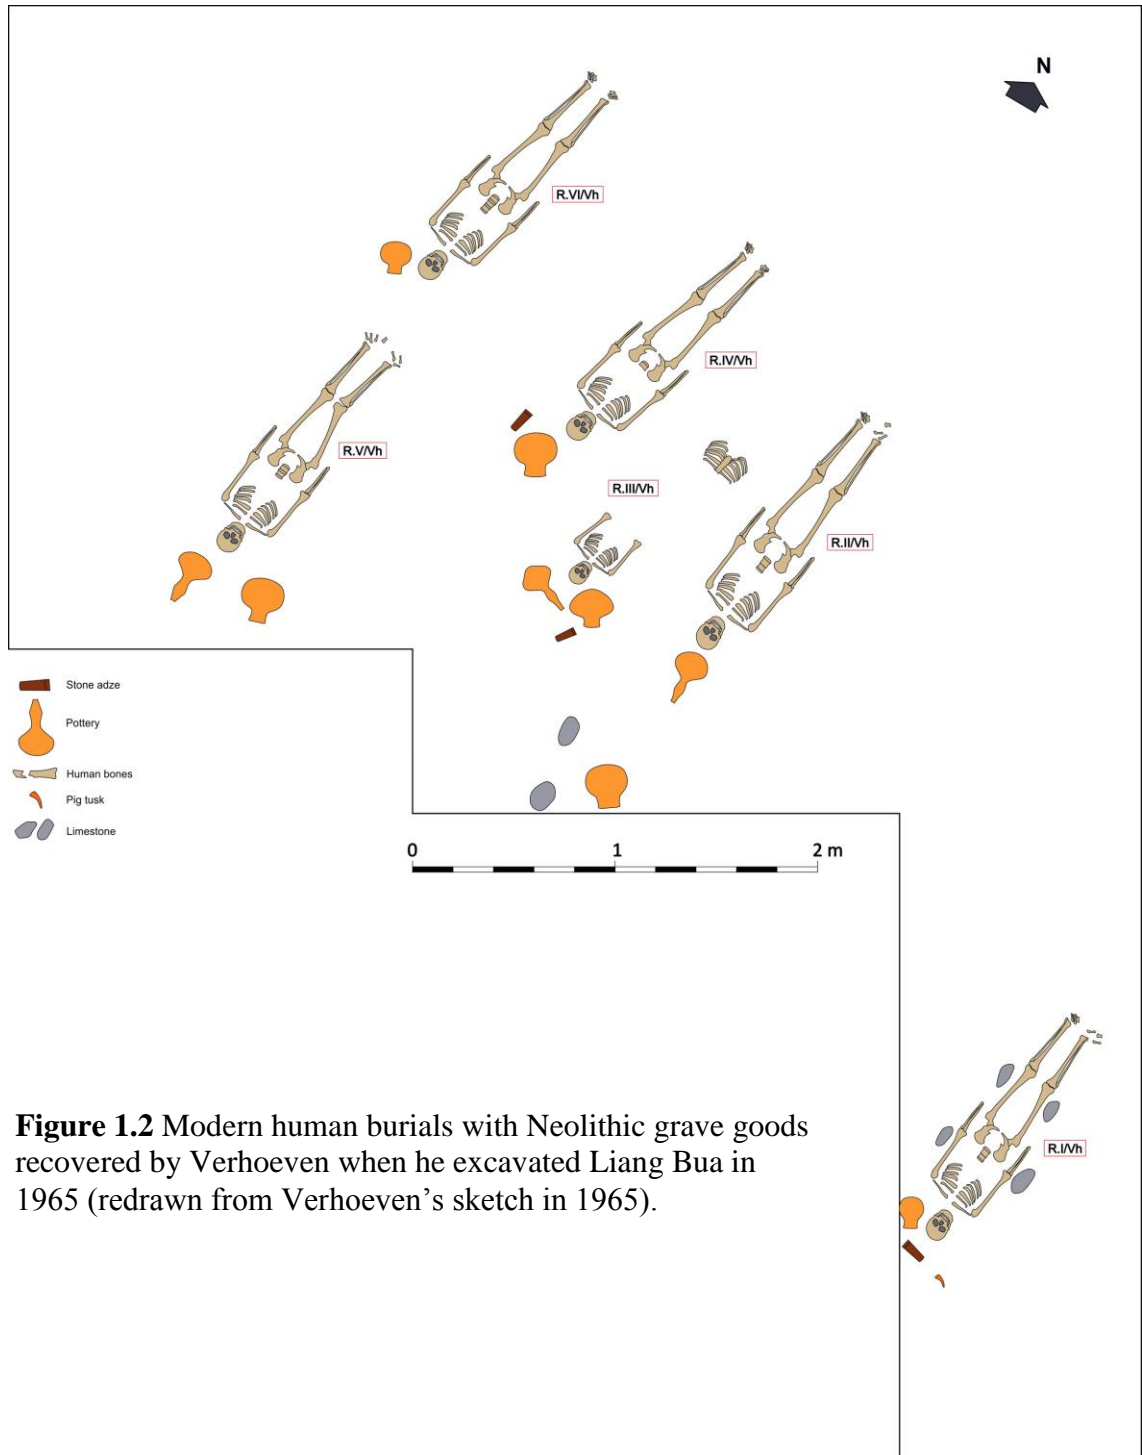 N
R.VI/Vh
R.IV/Vh
R.V/Vh
R.III/Vh
R.II/Vh
Stone adze
Pottery
Human bones
Pig tusk
Limestone
0 1 2 m
R.I/Vh
Figure 1.2 Modern human burials with Neolithic grave goods
recovered by Verhoeven when he excavated Liang Bua in
1965 (redrawn from Verhoeven’s sketch in 1965).